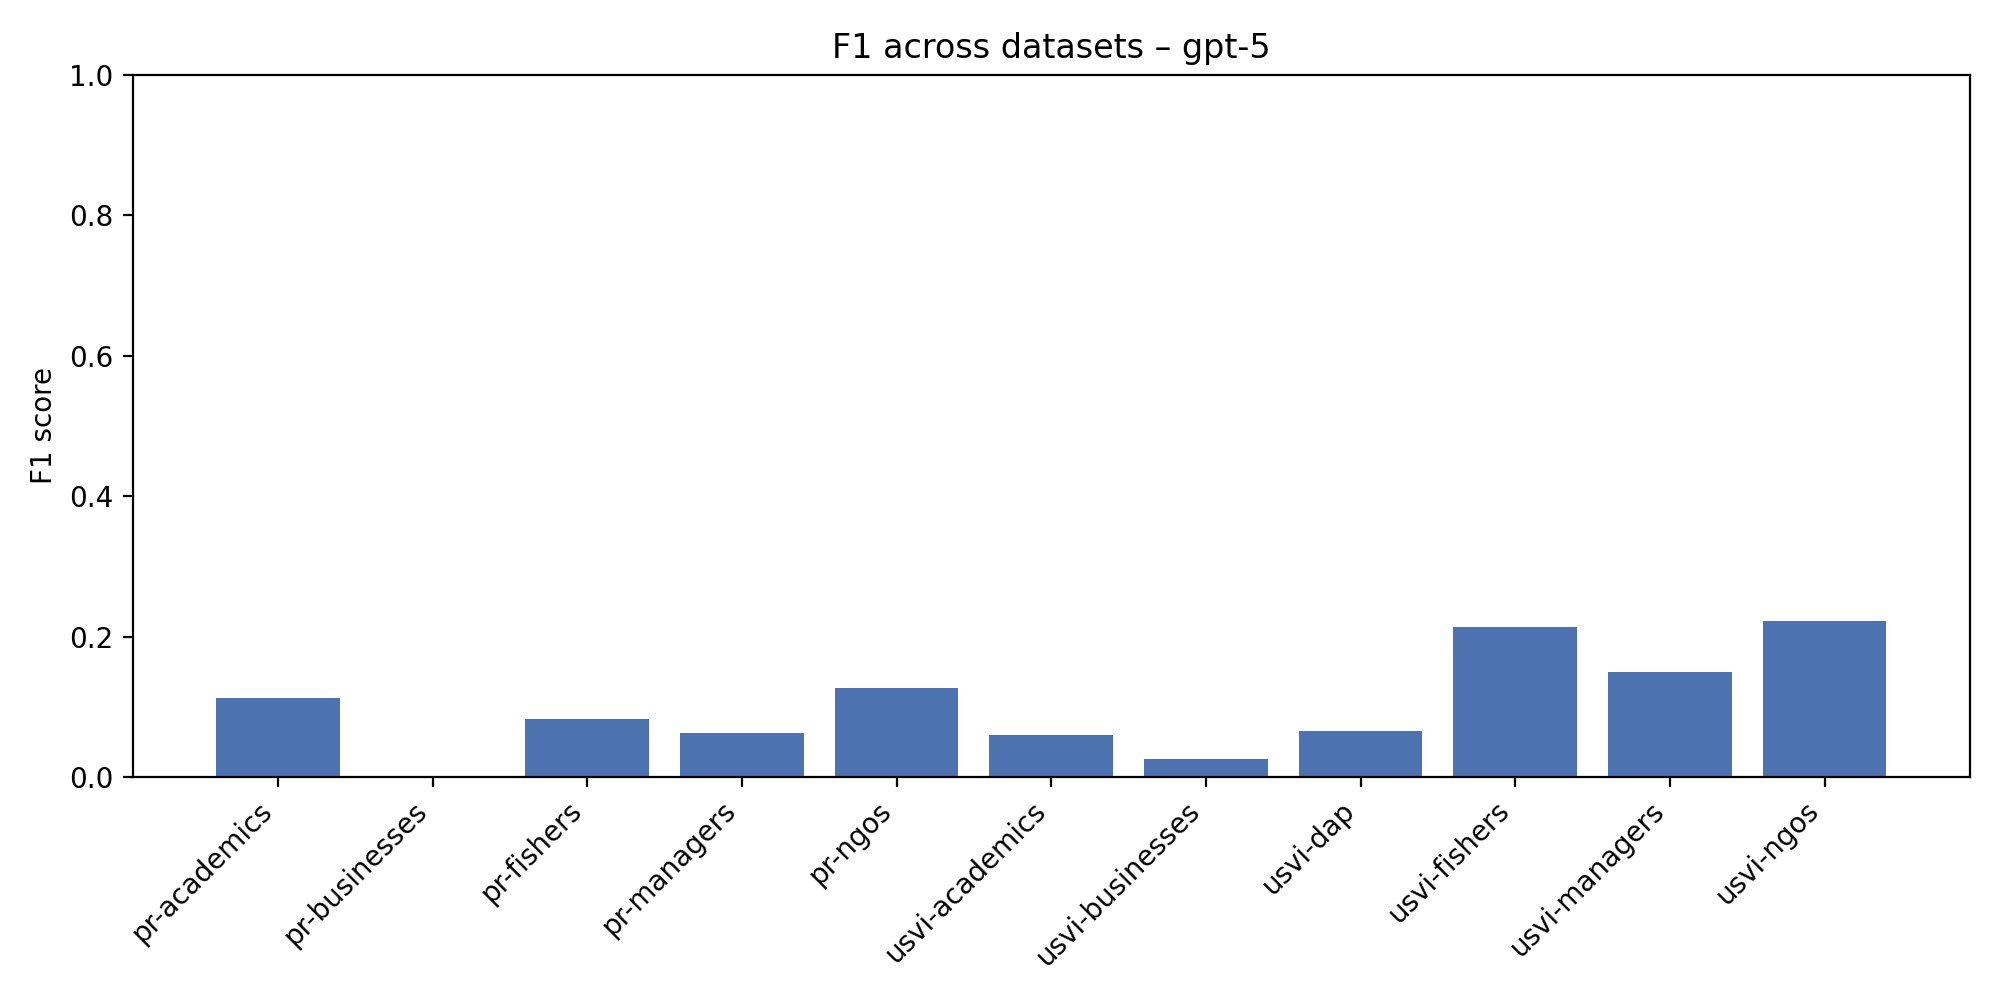 F1 across datasets – gpt-5
F1 score
1.0
0.8
0.6
0.4
0.2
0.0
pr-academics
pr-businesses
pr-fishers
pr-managers
pr-ngos
usvi-academics
usvi-businesses
usvi-dap
usvi-fishers
usvi-managers
usvi-ngos